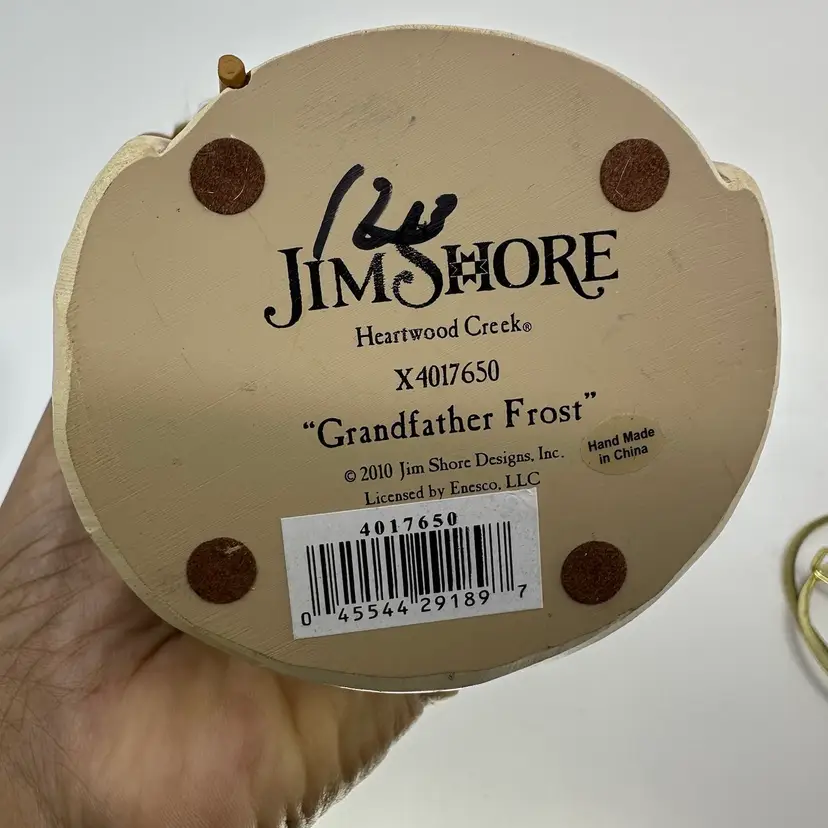 120
JIM SHORE
Heartwood Creek®
X4017650
"Grandfather Frost"
Hand Made
in China
© 2010 Jim Shore Designs, Inc.
Licensed by Enesco, LLC
4017650
0 45544 29189 7